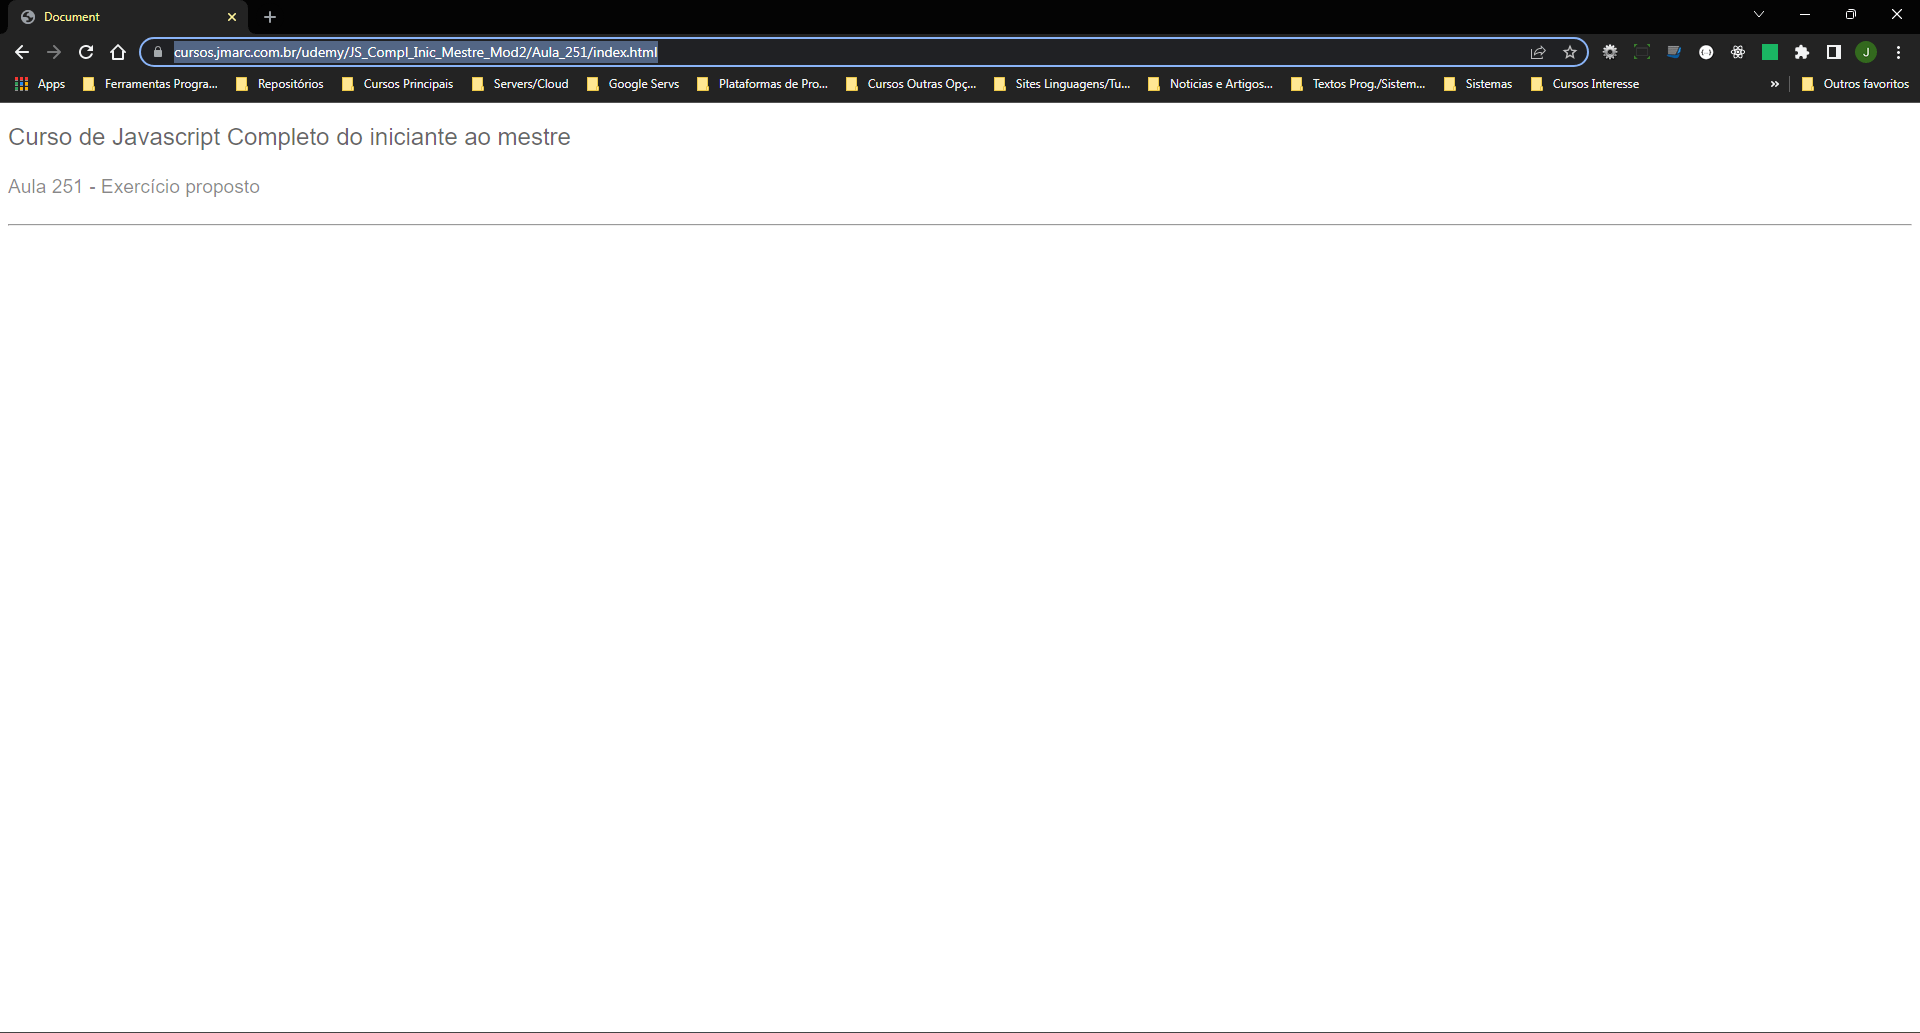 Document
cursos.jmarc.com.br/udemy/JS_Compl_Inic_Mestre_Mod2/Aula_251/index.html
J
Apps Ferramentas Progra... Repositórios Cursos Principais Servers/Cloud Google Servs Plataformas de Pro... Cursos Outras Opç... Sites Linguagens/Tu... Noticias e Artigos... Textos Prog./Sistem... Sistemas Cursos Interesse » Outros favoritos
Curso de Javascript Completo do iniciante ao mestre
Aula 251 - Exercício proposto